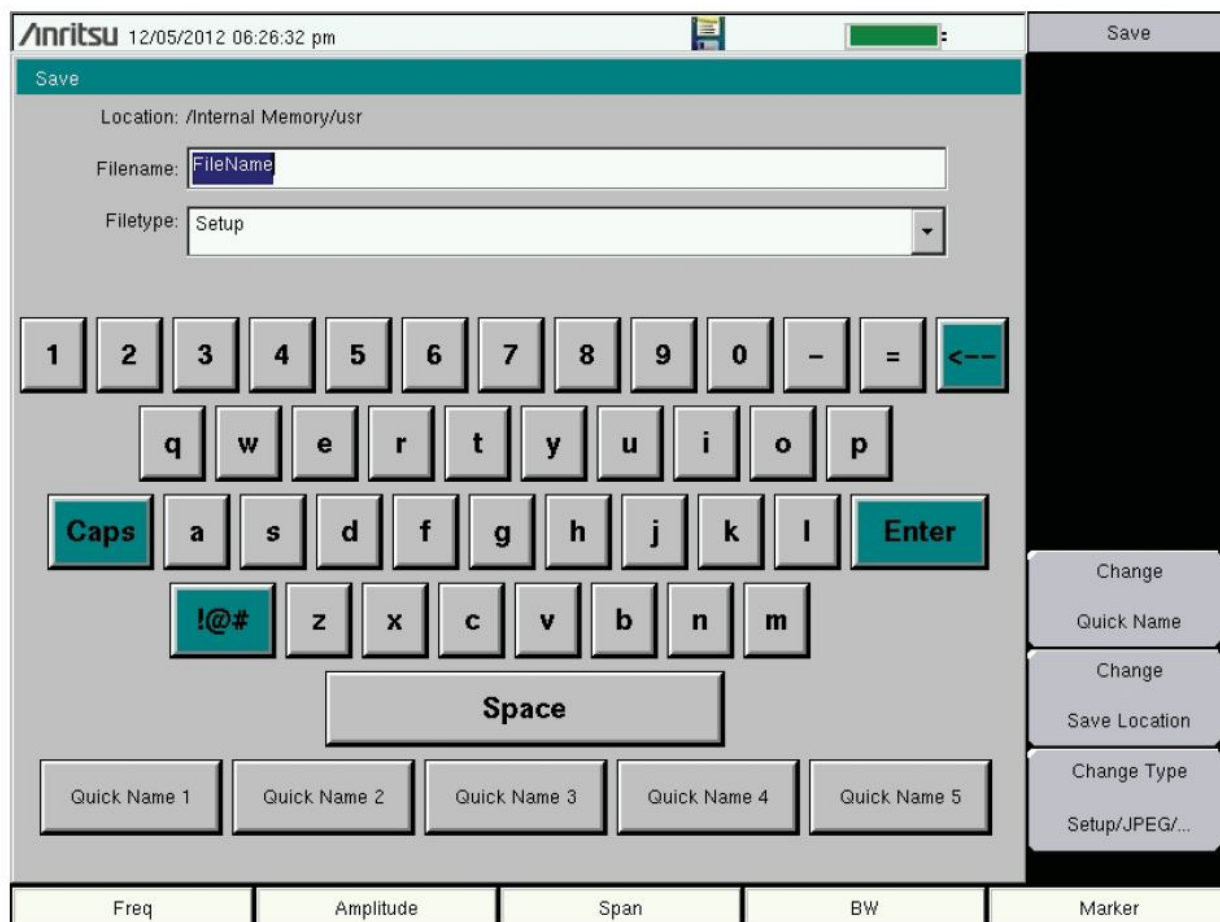 Anritsu 12/05/2012 06:26:32 pm
Save
Save
Location: /Internal Memory/usr
Filename: FileName
Filetype: Setup
1 2 3 4 5 6 7 8 9 0 - = <--
q w e r t y u i o p
Caps a s d f g h j k l Enter
!@# z x c v b n m
Space
Quick Name 1 Quick Name 2 Quick Name 3 Quick Name 4 Quick Name 5
Change
Quick Name
Change
Save Location
Change Type
Setup/JPEG/...
Freq Amplitude Span BW Marker